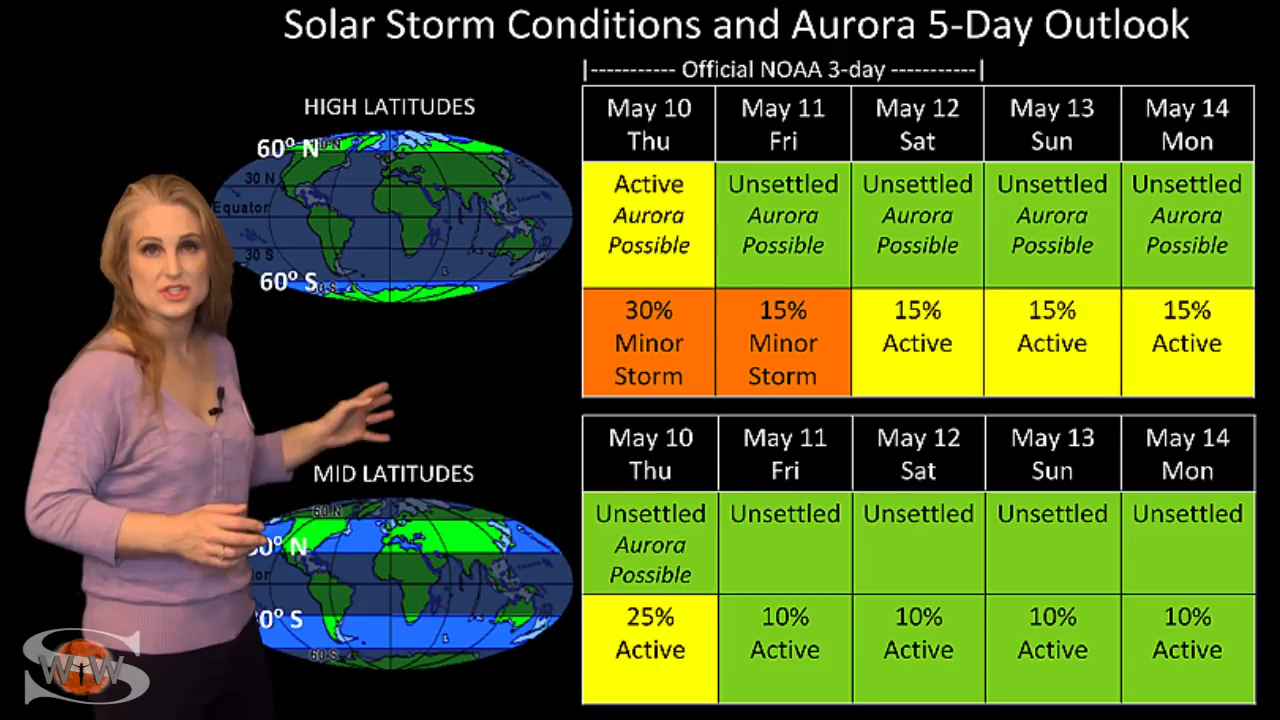 Solar Storm Conditions and Aurora 5-Day Outlook
|----------- Official NOAA 3-day -----------|
HIGH LATITUDES
60° N
30 N
Equator
30 S
60° S
May 10 May 11 May 12 May 13 May 14
Thu Fri Sat Sun Mon
Active Unsettled Unsettled Unsettled Unsettled
Aurora Aurora Aurora Aurora Aurora
Possible Possible Possible Possible Possible
30% 15% 15% 15% 15%
Minor Minor Active Active Active
Storm Storm
MID LATITUDES
60 N
0° N
0° S
60 S
May 10 May 11 May 12 May 13 May 14
Thu Fri Sat Sun Mon
Unsettled Unsettled Unsettled Unsettled Unsettled
Aurora
Possible
25% 10% 10% 10% 10%
Active Active Active Active Active
S
WTW